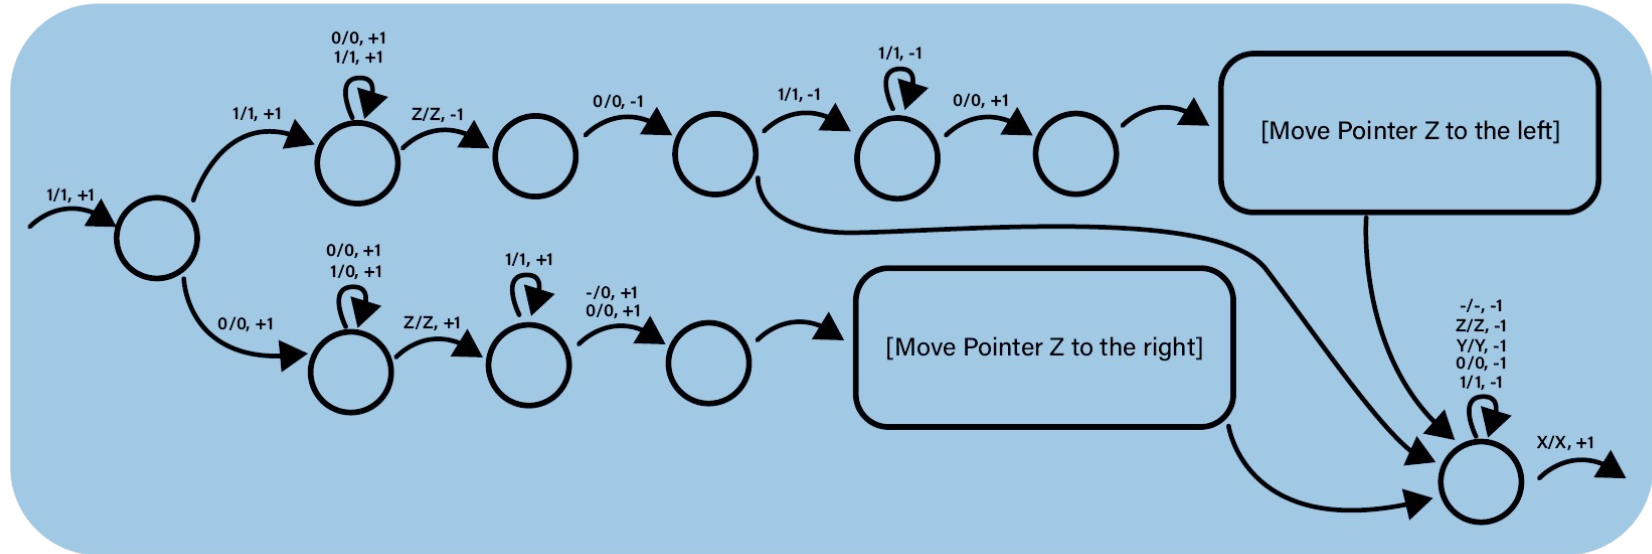 0/0, +1
1/1, +1
1/1, +1
Z/Z, -1
0/0, -1
1/1, -1
1/1, -1
0/0, +1
[Move Pointer Z to the left]
1/1, +1
0/0, +1
1/0, +1
0/0, +1
Z/Z, +1
1/1, +1
-/0, +1
0/0, +1
[Move Pointer Z to the right]
-/-, -1
Z/Z, -1
Y/Y, -1
0/0, -1
1/1, -1
X/X, +1